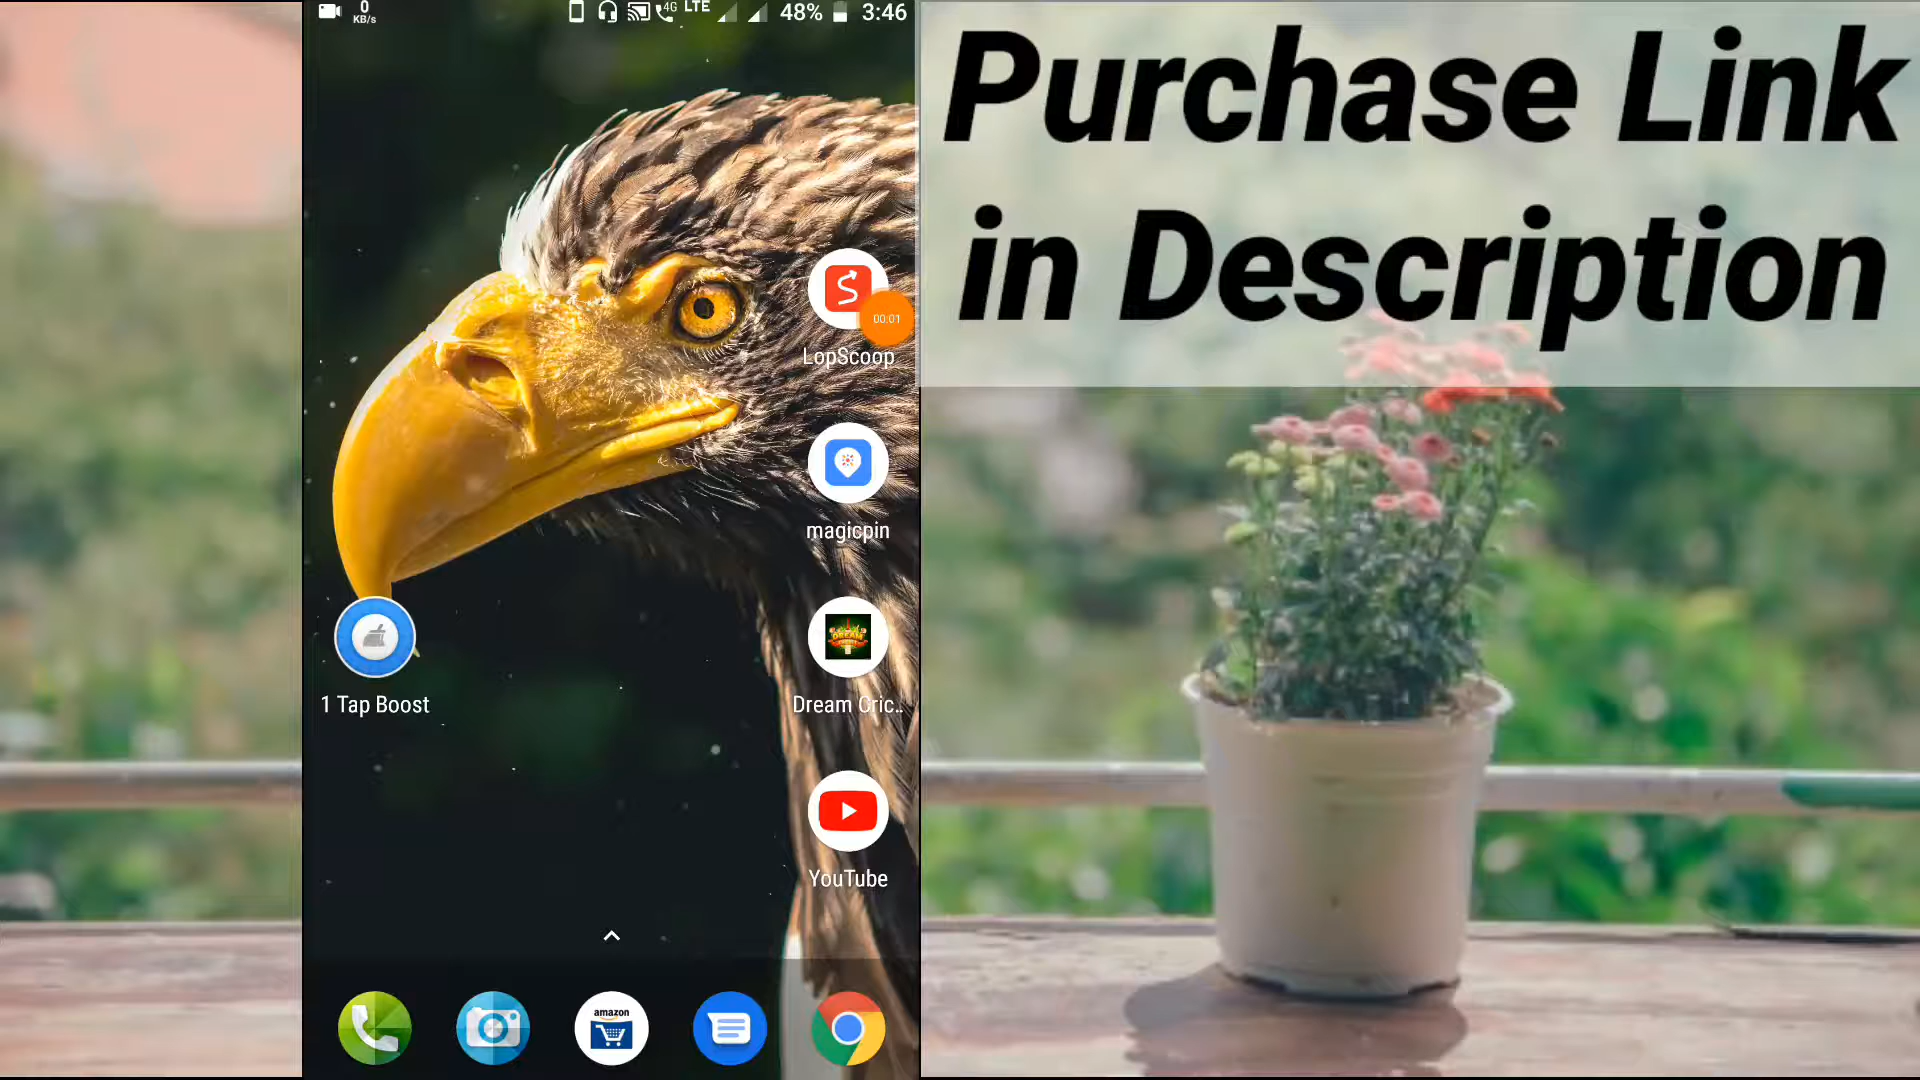 0
KB/s
4G
LTE
48%
3:46
Purchase Link
in Description
00:01
LopScoop
magicpin
DREAM
1 Tap Boost
Dream Cric..
YouTube
amazon